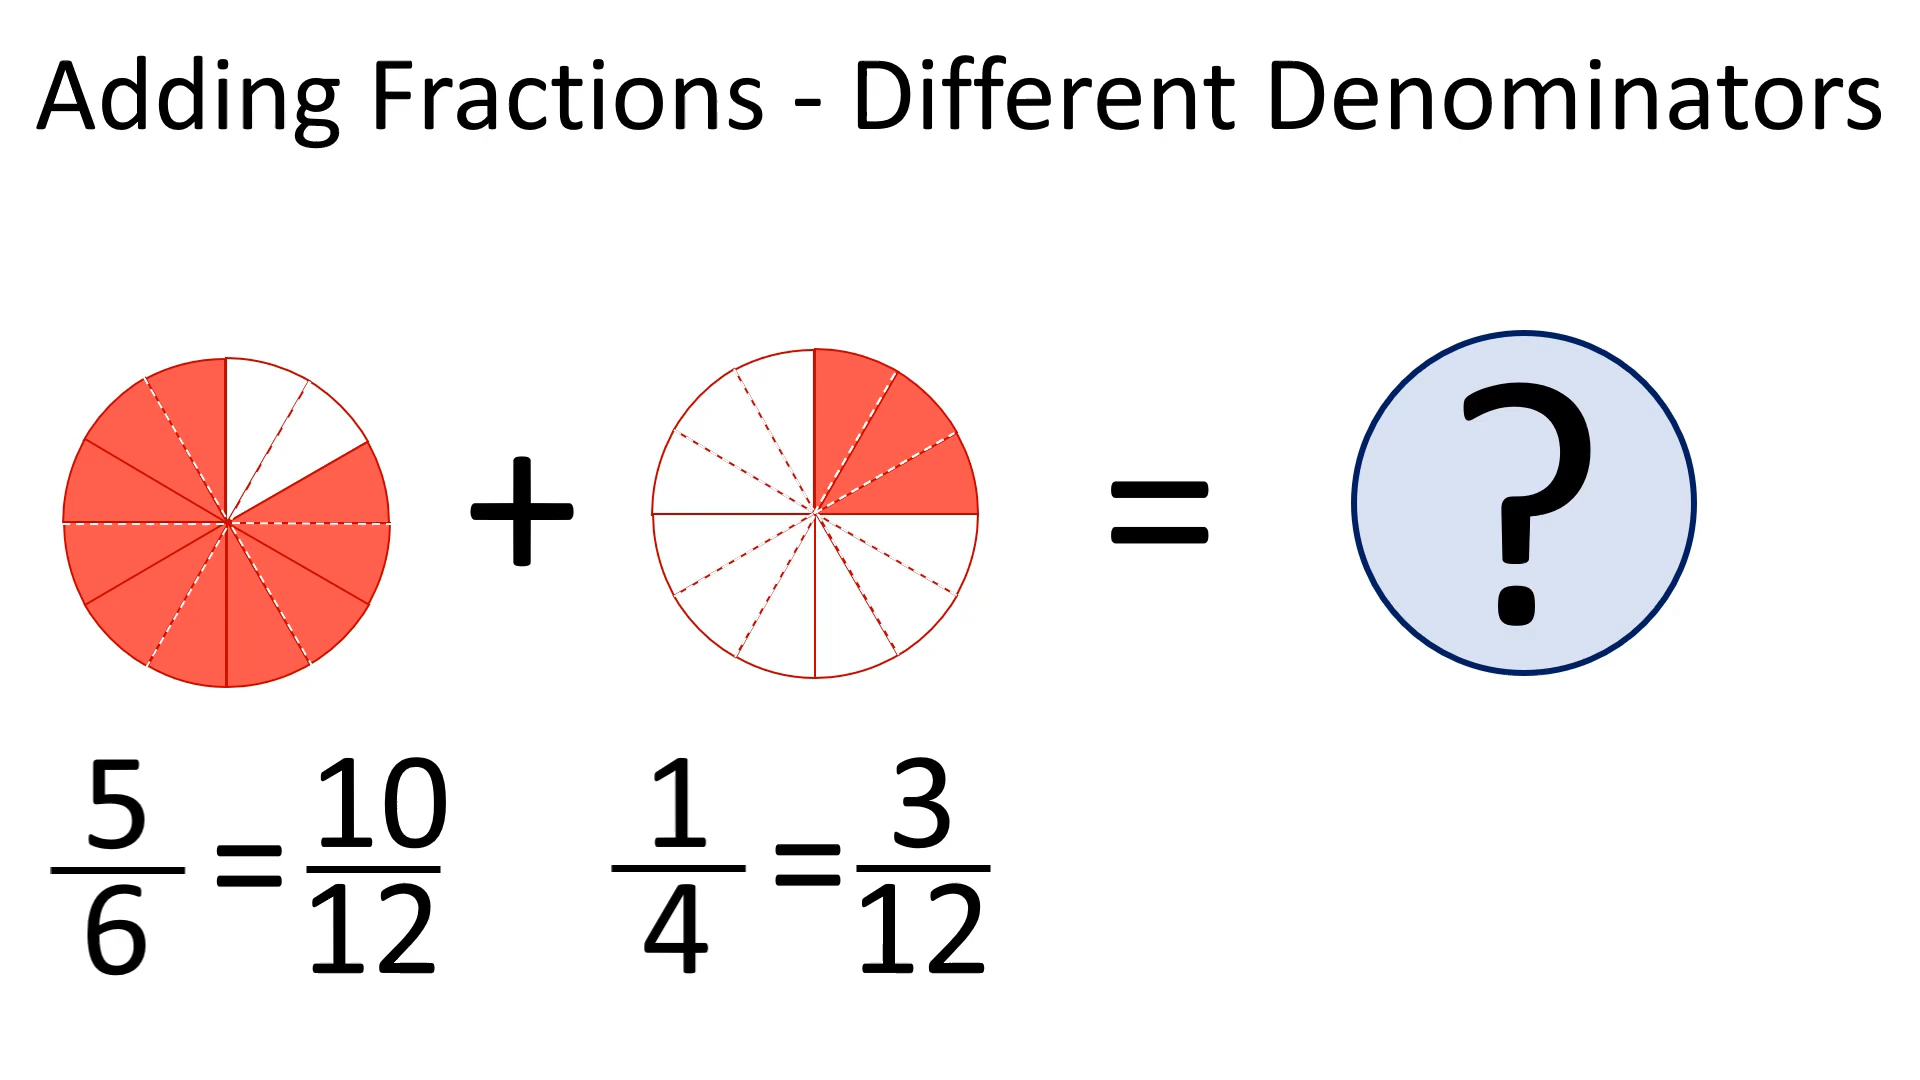 Adding Fractions - Different Denominators
+ = ?
5/6 = 10/12 1/4 = 3/12